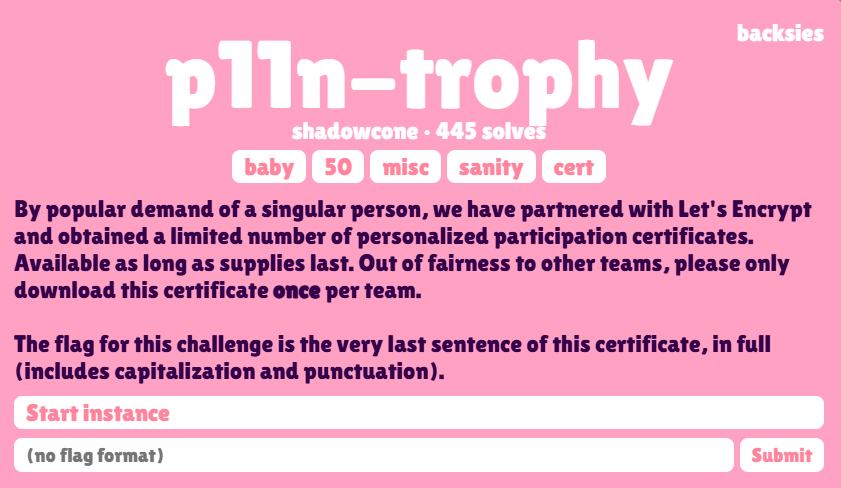 backsies
p11n-trophy
shadowcone · 445 solves
baby 50 misc sanity cert
By popular demand of a singular person, we have partnered with Let's Encrypt
and obtained a limited number of personalized participation certificates.
Available as long as supplies last. Out of fairness to other teams, please only
download this certificate once per team.
The flag for this challenge is the very last sentence of this certificate, in full
(includes capitalization and punctuation).
Start instance
(no flag format) Submit